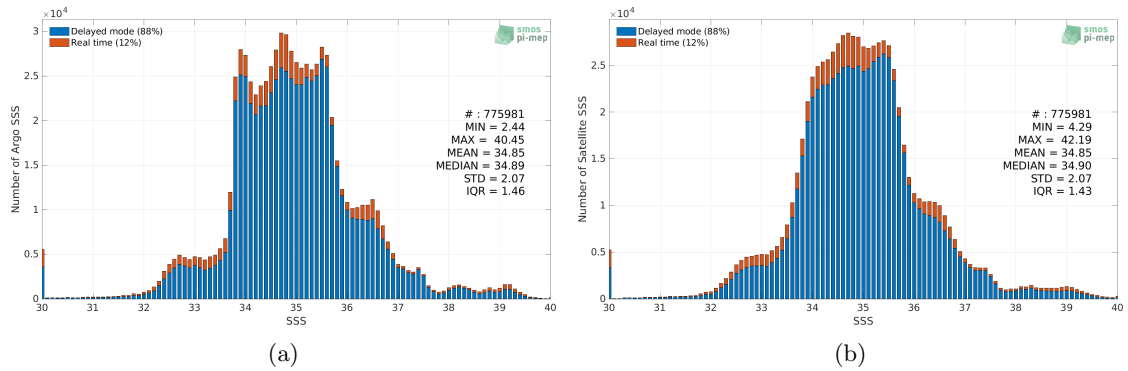 ×10⁴
Delayed mode (88%)
Real time (12%)
smos
pi-mep
Number of Argo SSS
3
2.5
2
1.5
1
0.5
0
# : 775981
MIN = 2.44
MAX = 40.45
MEAN = 34.85
MEDIAN = 34.89
STD = 2.07
IQR = 1.46
30 31 32 33 34 35 36 37 38 39 40
SSS
(a)
×10⁴
Delayed mode (88%)
Real time (12%)
smos
pi-mep
Number of Satellite SSS
2.5
2
1.5
1
0.5
0
# : 775981
MIN = 4.29
MAX = 42.19
MEAN = 34.85
MEDIAN = 34.90
STD = 2.07
IQR = 1.43
30 31 32 33 34 35 36 37 38 39 40
SSS
(b)